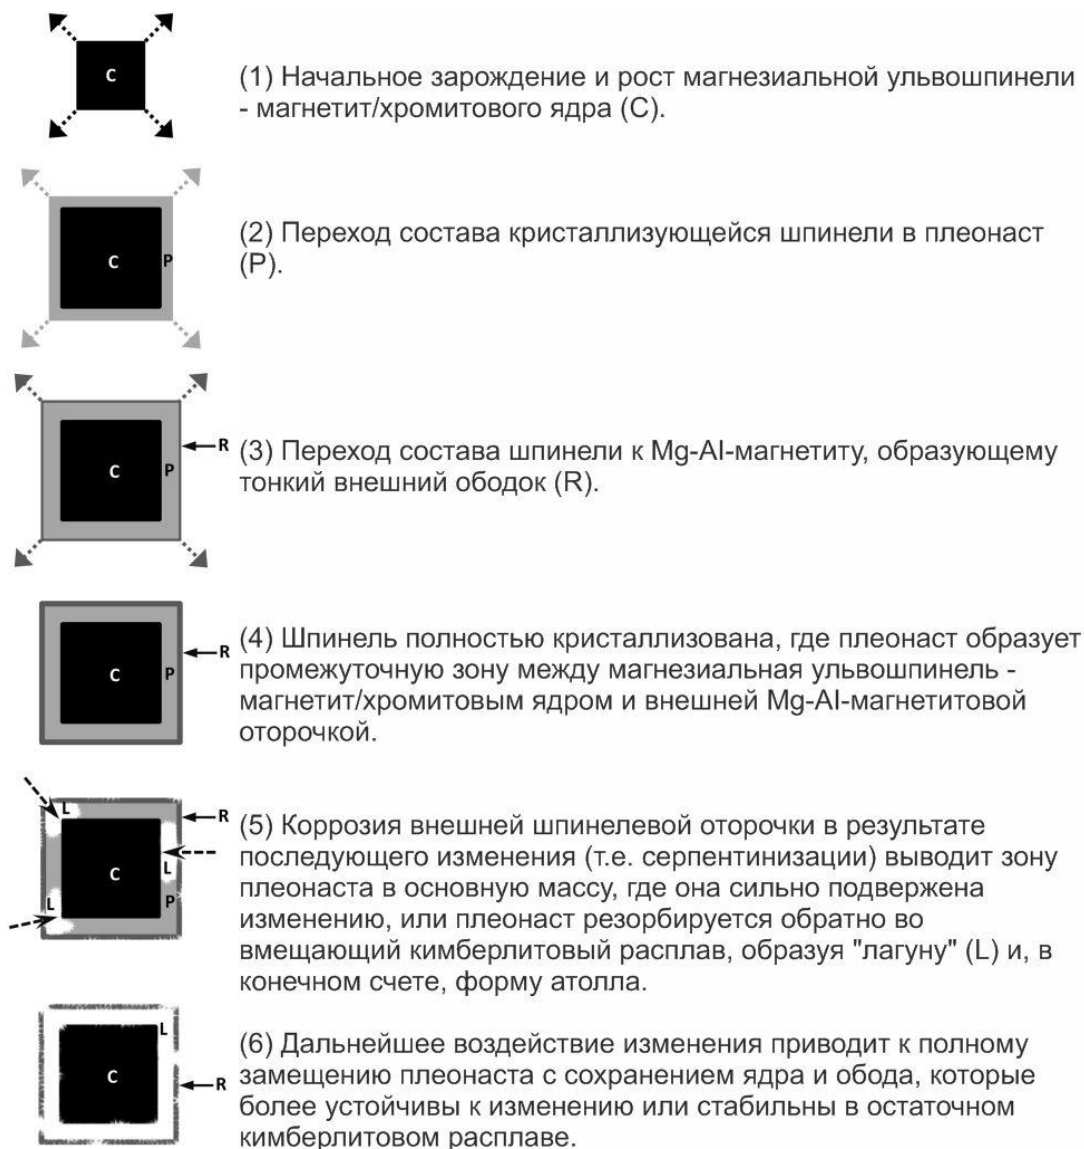 C
(1) Начальное зарождение и рост магнезиальной ульвошпинели
- магнетит/хромитового ядра (C).
C
P
(2) Переход состава кристаллизующейся шпинели в плеонаст
(P).
C
P
R
(3) Переход состава шпинели к Mg-Al-магнетиту, образующему
тонкий внешний ободок (R).
C
P
R
(4) Шпинель полностью кристаллизована, где плеонаст образует
промежуточную зону между магнезиальная ульвошпинель -
магнетит/хромитовым ядром и внешней Mg-Al-магнетитовой
оторочкой.
L
R
C
L
L
P
(5) Коррозия внешней шпинелевой оторочки в результате
последующего изменения (т.е. серпентинизации) выводит зону
плеонаста в основную массу, где она сильно подвержена
изменению, или плеонаст резорбируется обратно во
вмещающий кимберлитовый расплав, образуя "лагуну" (L) и, в
конечном счете, форму атолла.
L
C
R
(6) Дальнейшее воздействие изменения приводит к полному
замещению плеонаста с сохранением ядра и обода, которые
более устойчивы к изменению или стабильны в остаточном
кимберлитовом расплаве.